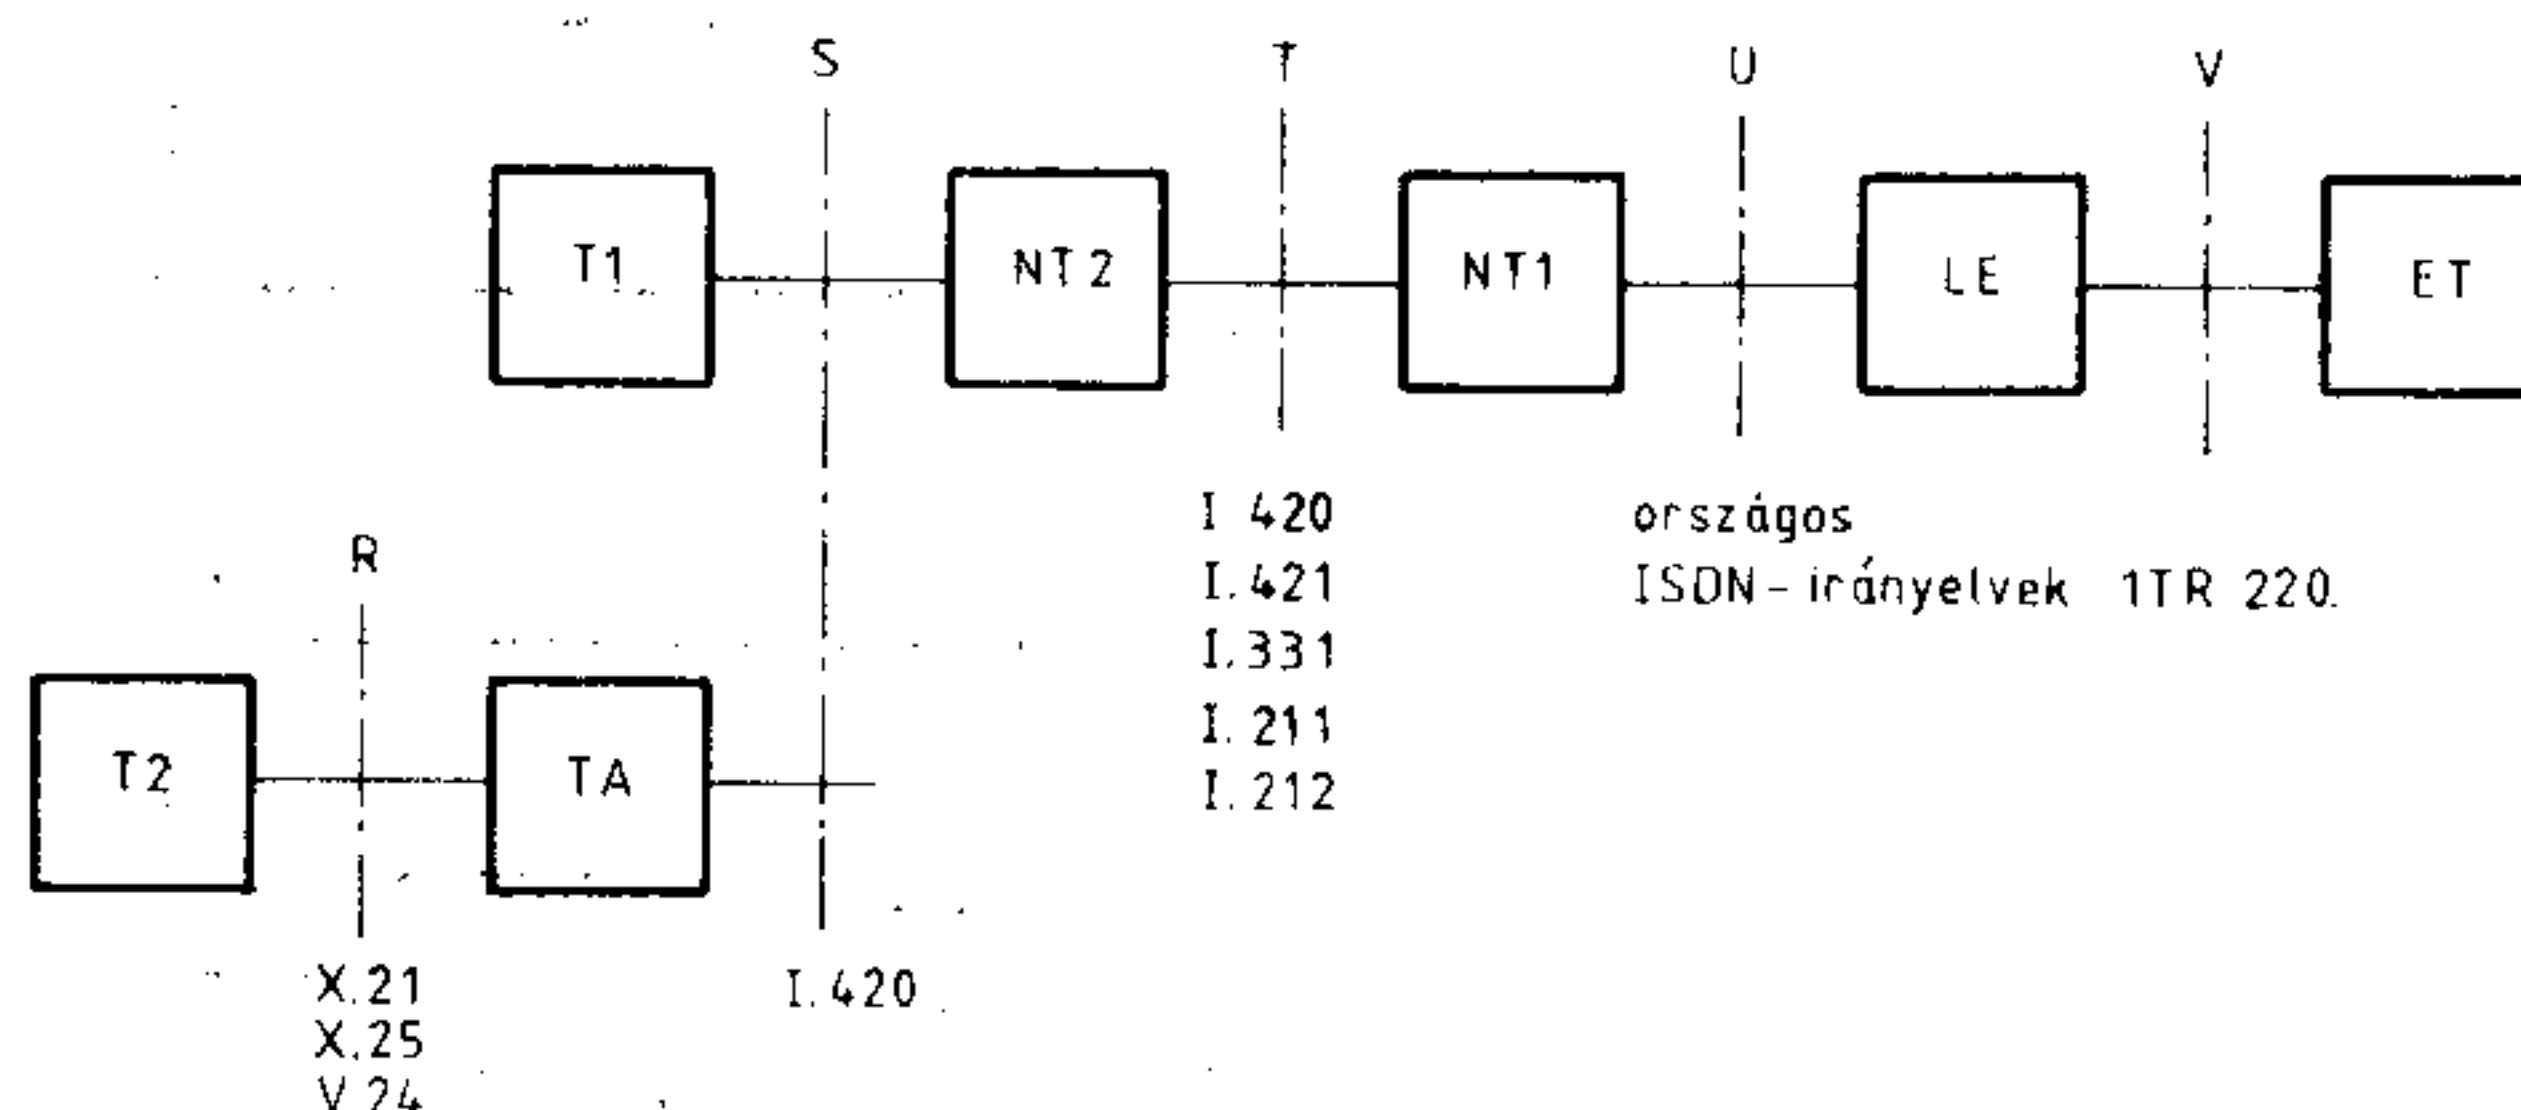 S T U V
T1 NT2 NT1 LE ET
I 420
I.421
I.331
I.211
I.212
országos
ISDN-irányelvek 1TR 220.
R
T2 TA
X.21
X.25
V.24
I.420